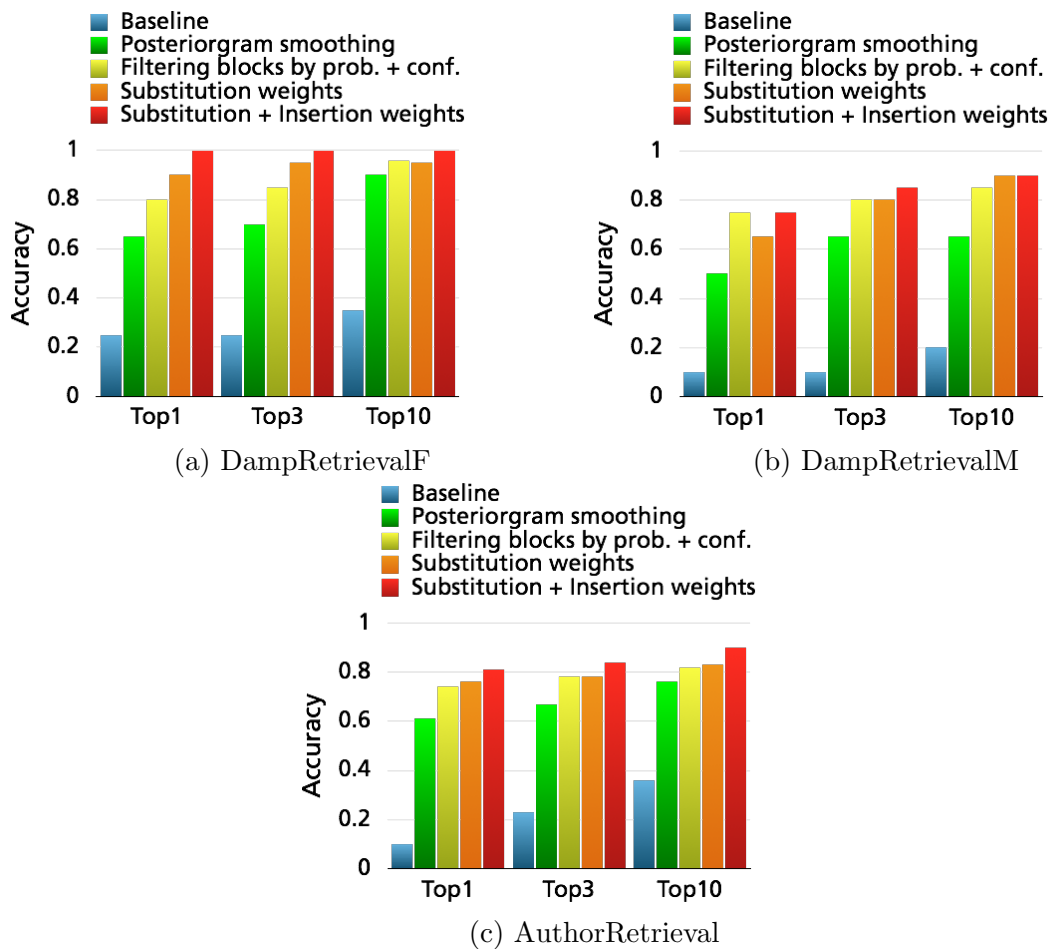 Baseline
Posteriorgram smoothing
Filtering blocks by prob. + conf.
Substitution weights
Substitution + Insertion weights
1
0.8
0.6
0.4
0.2
0
Accuracy
Top1 Top3 Top10
(a) DampRetrievalF
Baseline
Posteriorgram smoothing
Filtering blocks by prob. + conf.
Substitution weights
Substitution + Insertion weights
1
0.8
0.6
0.4
0.2
0
Accuracy
Top1 Top3 Top10
(b) DampRetrievalM
Baseline
Posteriorgram smoothing
Filtering blocks by prob. + conf.
Substitution weights
Substitution + Insertion weights
1
0.8
0.6
0.4
0.2
0
Accuracy
Top1 Top3 Top10
(c) AuthorRetrieval